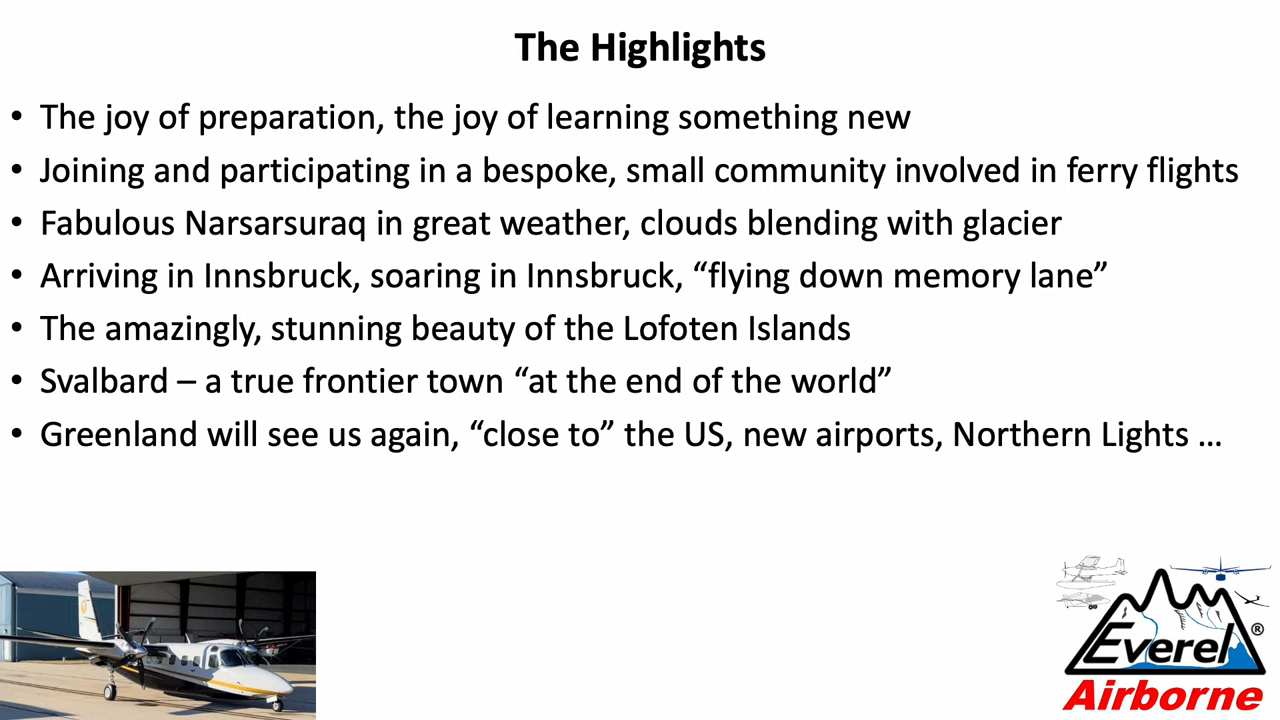 The Highlights
• The joy of preparation, the joy of learning something new
• Joining and participating in a bespoke, small community involved in ferry flights
• Fabulous Narsarsuraq in great weather, clouds blending with glacier
• Arriving in Innsbruck, soaring in Innsbruck, “flying down memory lane”
• The amazingly, stunning beauty of the Lofoten Islands
• Svalbard – a true frontier town “at the end of the world”
• Greenland will see us again, “close to” the US, new airports, Northern Lights …
Everel®
Airborne